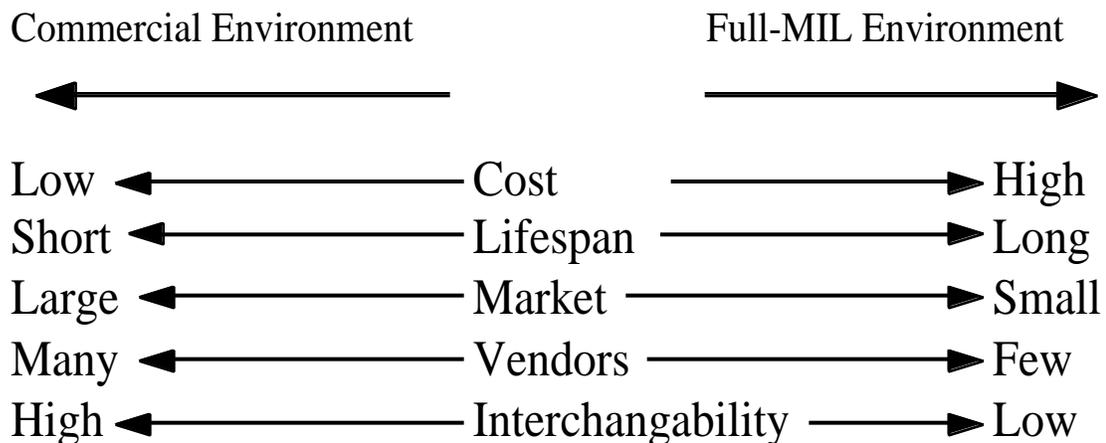 Commercial Environment Full-MIL Environment
Low Cost High
Short Lifespan Long
Large Market Small
Many Vendors Few
High Interchangability Low